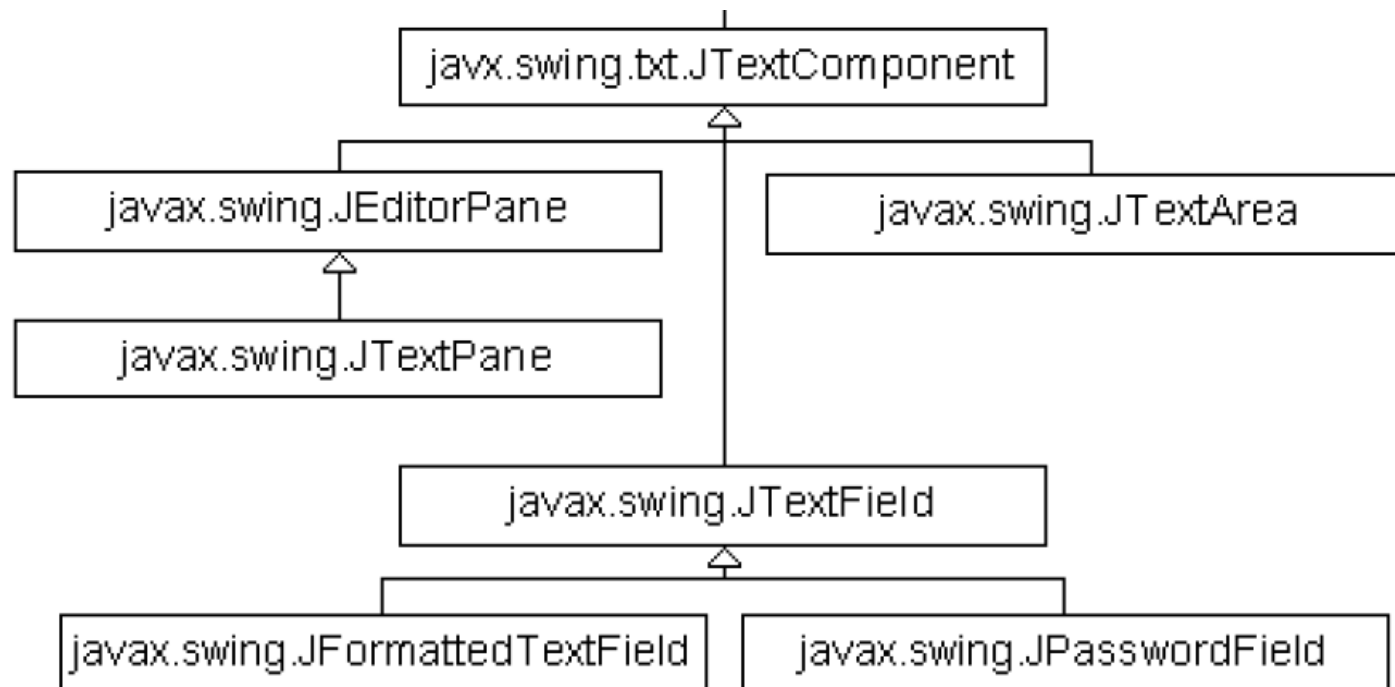 javx.swing.txt.JTextComponent
javax.swing.JEditorPane
javax.swing.JTextArea
javax.swing.JTextPane
javax.swing.JTextField
javax.swing.JFormattedTextField
javax.swing.JPasswordField